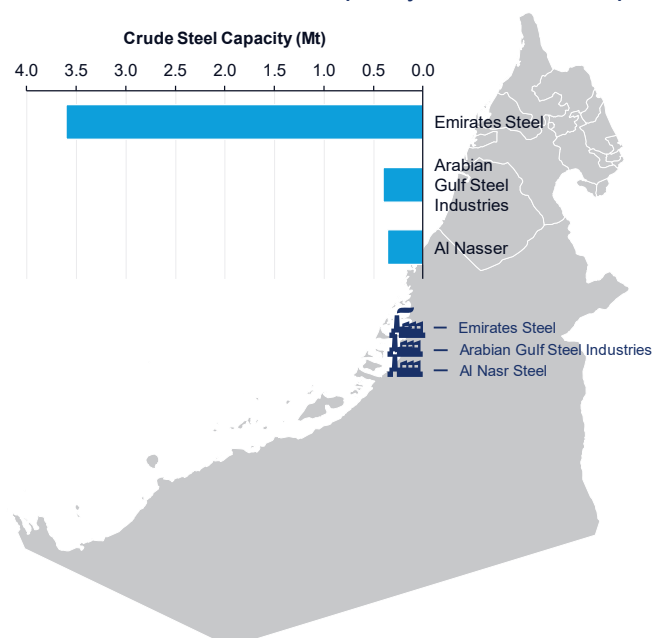 Crude Steel Capacity (Mt)
4.0 3.5 3.0 2.5 2.0 1.5 1.0 0.5 0.0
Emirates Steel
Arabian
Gulf Steel
Industries
Al Nasser
Emirates Steel
Arabian Gulf Steel Industries
Al Nasr Steel